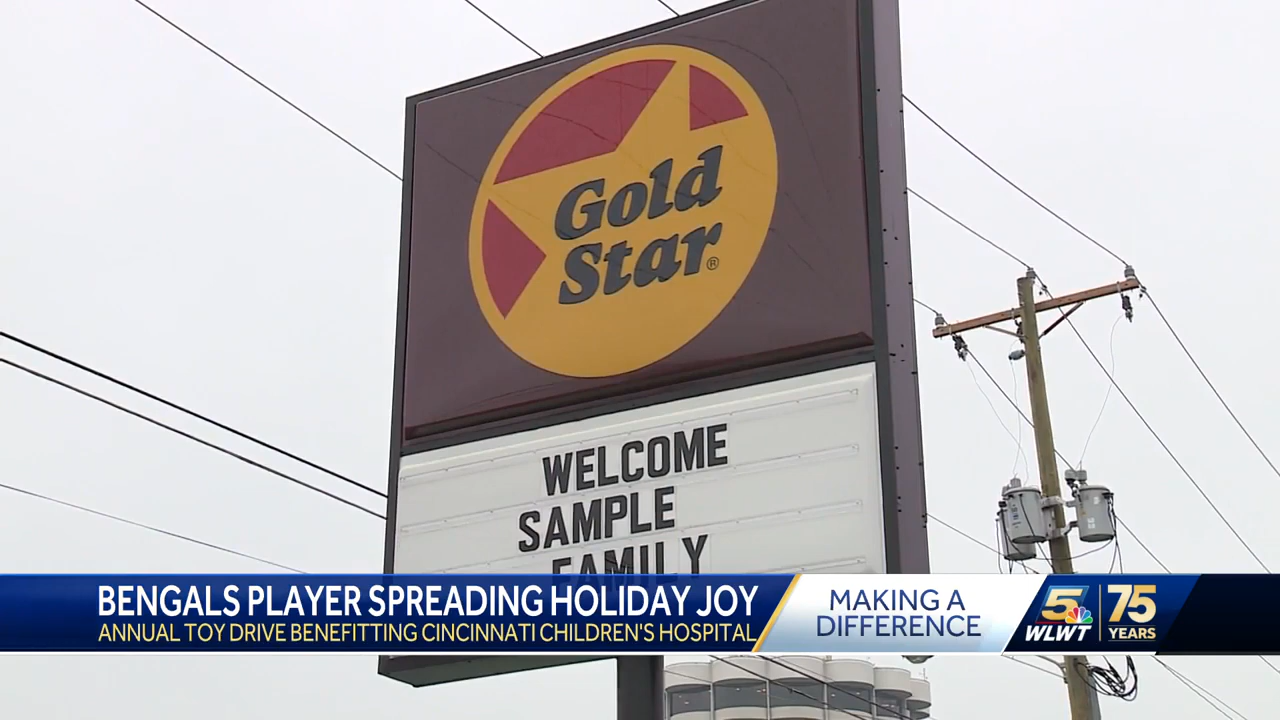 Gold
Star®
WELCOME
SAMPLE
FAMILY
BENGALS PLAYER SPREADING HOLIDAY JOY
ANNUAL TOY DRIVE BENEFITTING CINCINNATI CHILDREN'S HOSPITAL
MAKING A
DIFFERENCE
5
WLWT
75
YEARS